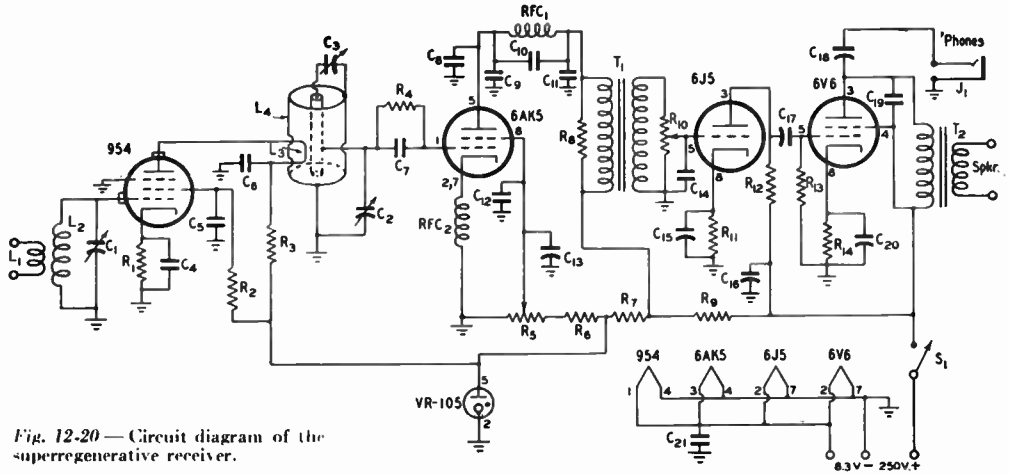 RFC1
C3
C8
C10
C9
C11
T1
C18
'Phones
J1
R4
6AK5
6J5
6V6
L4
L3
C7
5
1
6
R8
R10
3
C17
3
C19
T2
954
C6
5
5
4
Spkr.
L2
C5
2,7
C12
C14
8
R12
R13
8
L1
C1
C2
RFC2
R1
C4
R3
C13
C15
R11
R14
C20
R2
C16
R5
R6
R7
R9
954
6AK5
6J5
6V6
S1
1
4
3
4
2
7
2
7
VR-105
5
2
C21
8.3 V - 250V.+
Fig. 12-20 — Circuit diagram of the
superregenerative receiver.